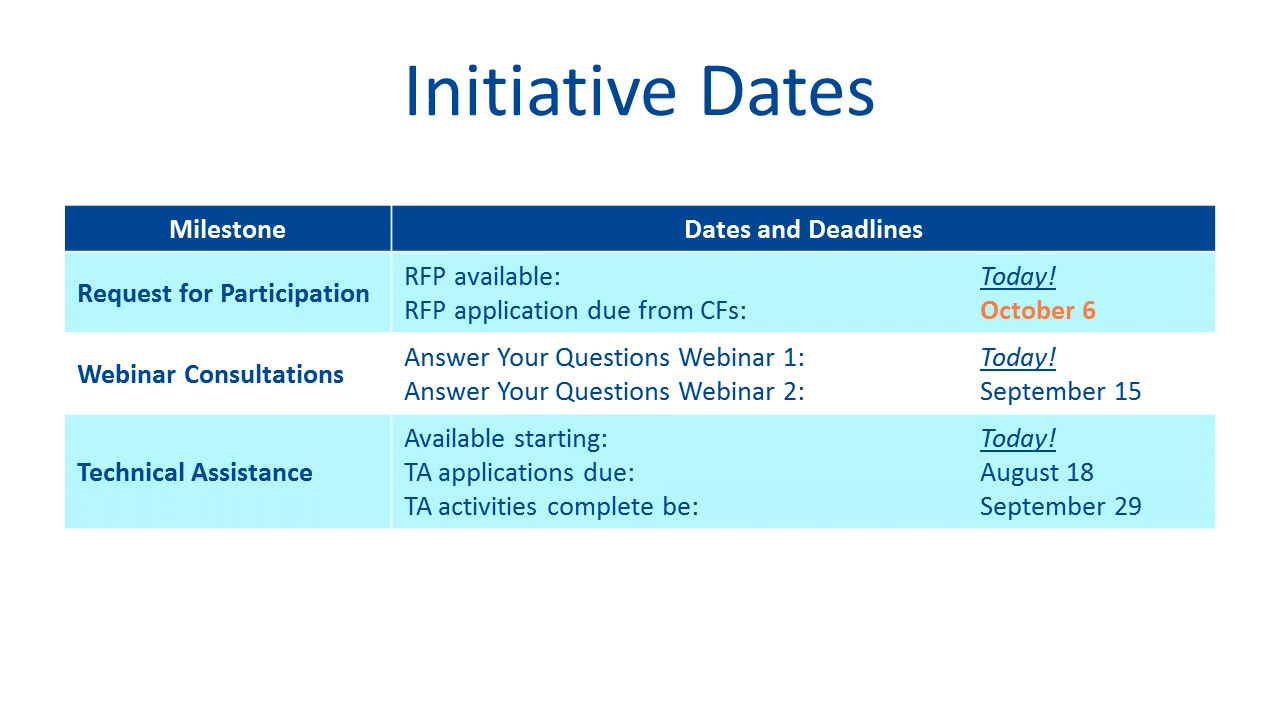 Initiative Dates
Milestone Dates and Deadlines
Request for Participation
RFP available: Today!
RFP application due from CFs: October 6
Webinar Consultations
Answer Your Questions Webinar 1: Today!
Answer Your Questions Webinar 2: September 15
Technical Assistance
Available starting: Today!
TA applications due: August 18
TA activities complete be: September 29